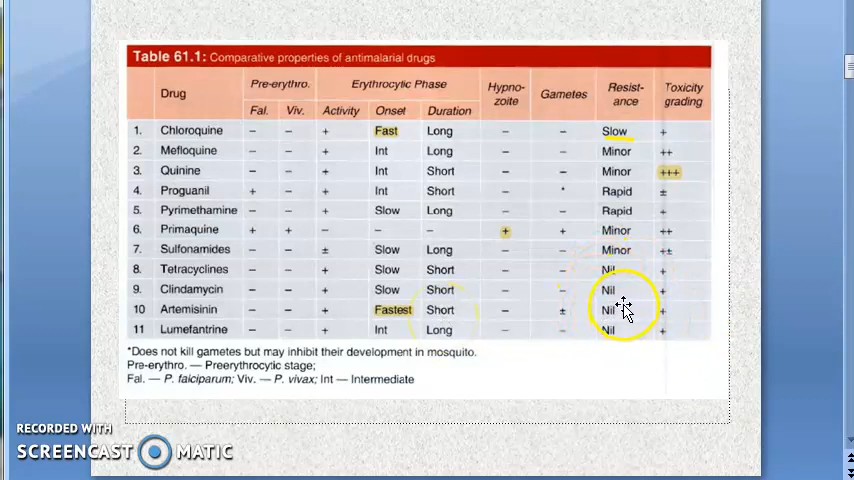 Table 61.1: Comparative properties of antimalarial drugs
Drug Pre-erythro. Erythrocytic Phase Hypno-zoite Gametes Resist-ance Toxicity grading
Fal. Viv. Activity Onset Duration
1. Chloroquine – – + Fast Long – – Slow +
2. Mefloquine – – + Int Long – – Minor ++
3. Quinine – – + Int Short – – Minor +++
4. Proguanil + – + Int Short – * Rapid ±
5. Pyrimethamine – – + Slow Long – – Rapid +
6. Primaquine + + – – – + + Minor ++
7. Sulfonamides – – ± Slow Long – – Minor +±
8. Tetracyclines – – + Slow Short – – Nil +
9. Clindamycin – – + Slow Short – – Nil +
10 Artemisinin – – + Fastest Short – ± Nil +
11 Lumefantrine – – + Int Long – – Nil +
*Does not kill gametes but may inhibit their development in mosquito.
Pre-erythro. — Preerythrocytic stage;
Fal. — P. falciparum; Viv. — P. vivax; Int — Intermediate
RECORDED WITH
SCREENCAST MATIC